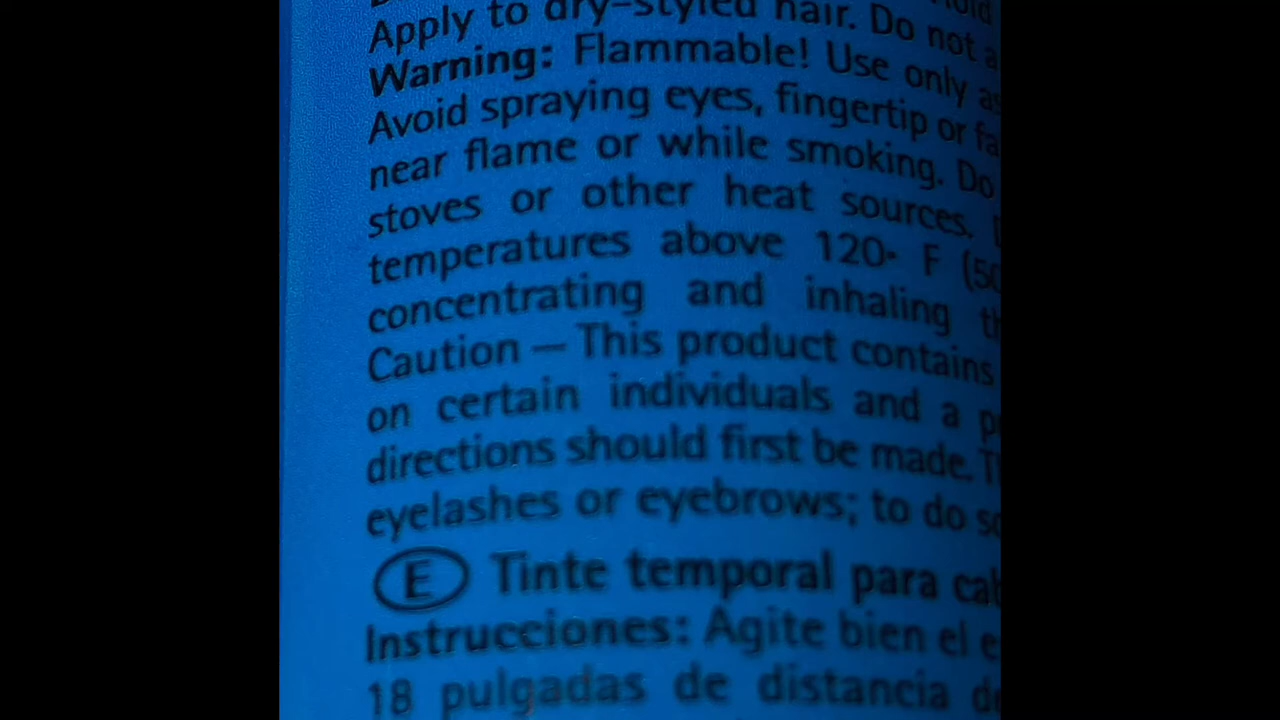 Apply to dry-styled hair. Do not
Warning: Flammable! Use only
Avoid spraying eyes, fingertip or
near flame or while smoking. Do
stoves or other heat sources.
temperatures above 120° F
concentrating and inhaling
Caution — This product contains
on certain individuals and a
directions should first be made.
eyelashes or eyebrows; to do
E Tinte temporal para
Instrucciones: Agite bien el
18 pulgadas de distancia